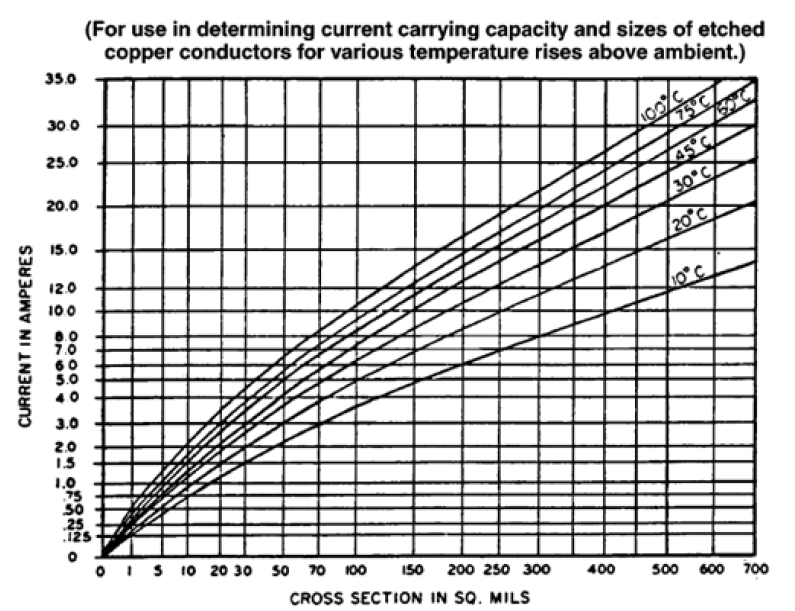 (For use in determining current carrying capacity and sizes of etched
copper conductors for various temperature rises above ambient.)
35.0
30.0
25.0
20.0
15.0
12.0
10.0
8.0
7.0
6.0
5.0
4.0
3.0
2.0
1.5
1.0
.75
.50
.25
.125
0
CURRENT IN AMPERES
100°C
75°C
60°C
45°C
30°C
20°C
10°C
0 1 5 10 20 30 50 70 100 150 200 250 300 400 500 600 700
CROSS SECTION IN SQ. MILS